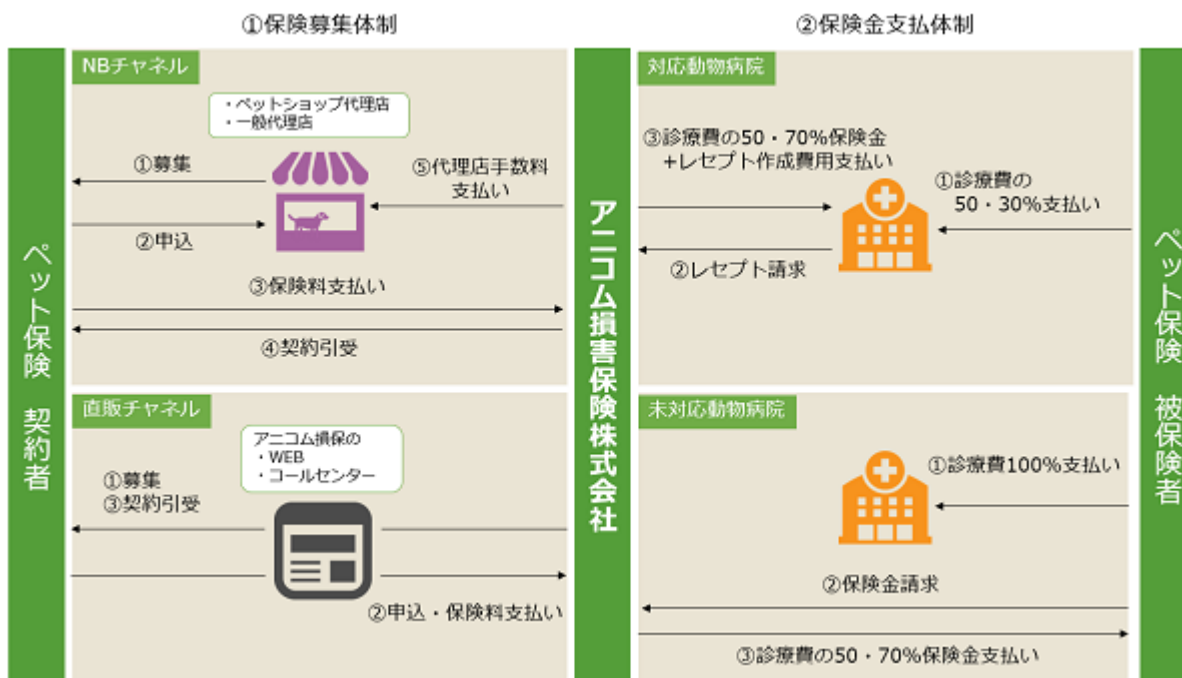 ①保険募集体制
②保険金支払体制
ペット保険 契約者
NBチャネル
・ペットショップ代理店
・一般代理店
①募集
②申込
⑤代理店手数料
支払い
③保険料支払い
④契約引受
直販チャネル
アニコム損保の
・WEB
・コールセンター
①募集
③契約引受
②申込・保険料支払い
アニコム損害保険株式会社
対応動物病院
③診療費の50・70%保険金
+レセプト作成費用支払い
①診療費の
50・30%支払い
②レセプト請求
未対応動物病院
①診療費100%支払い
②保険金請求
③診療費の50・70%保険金支払い
ペット保険 被保険者